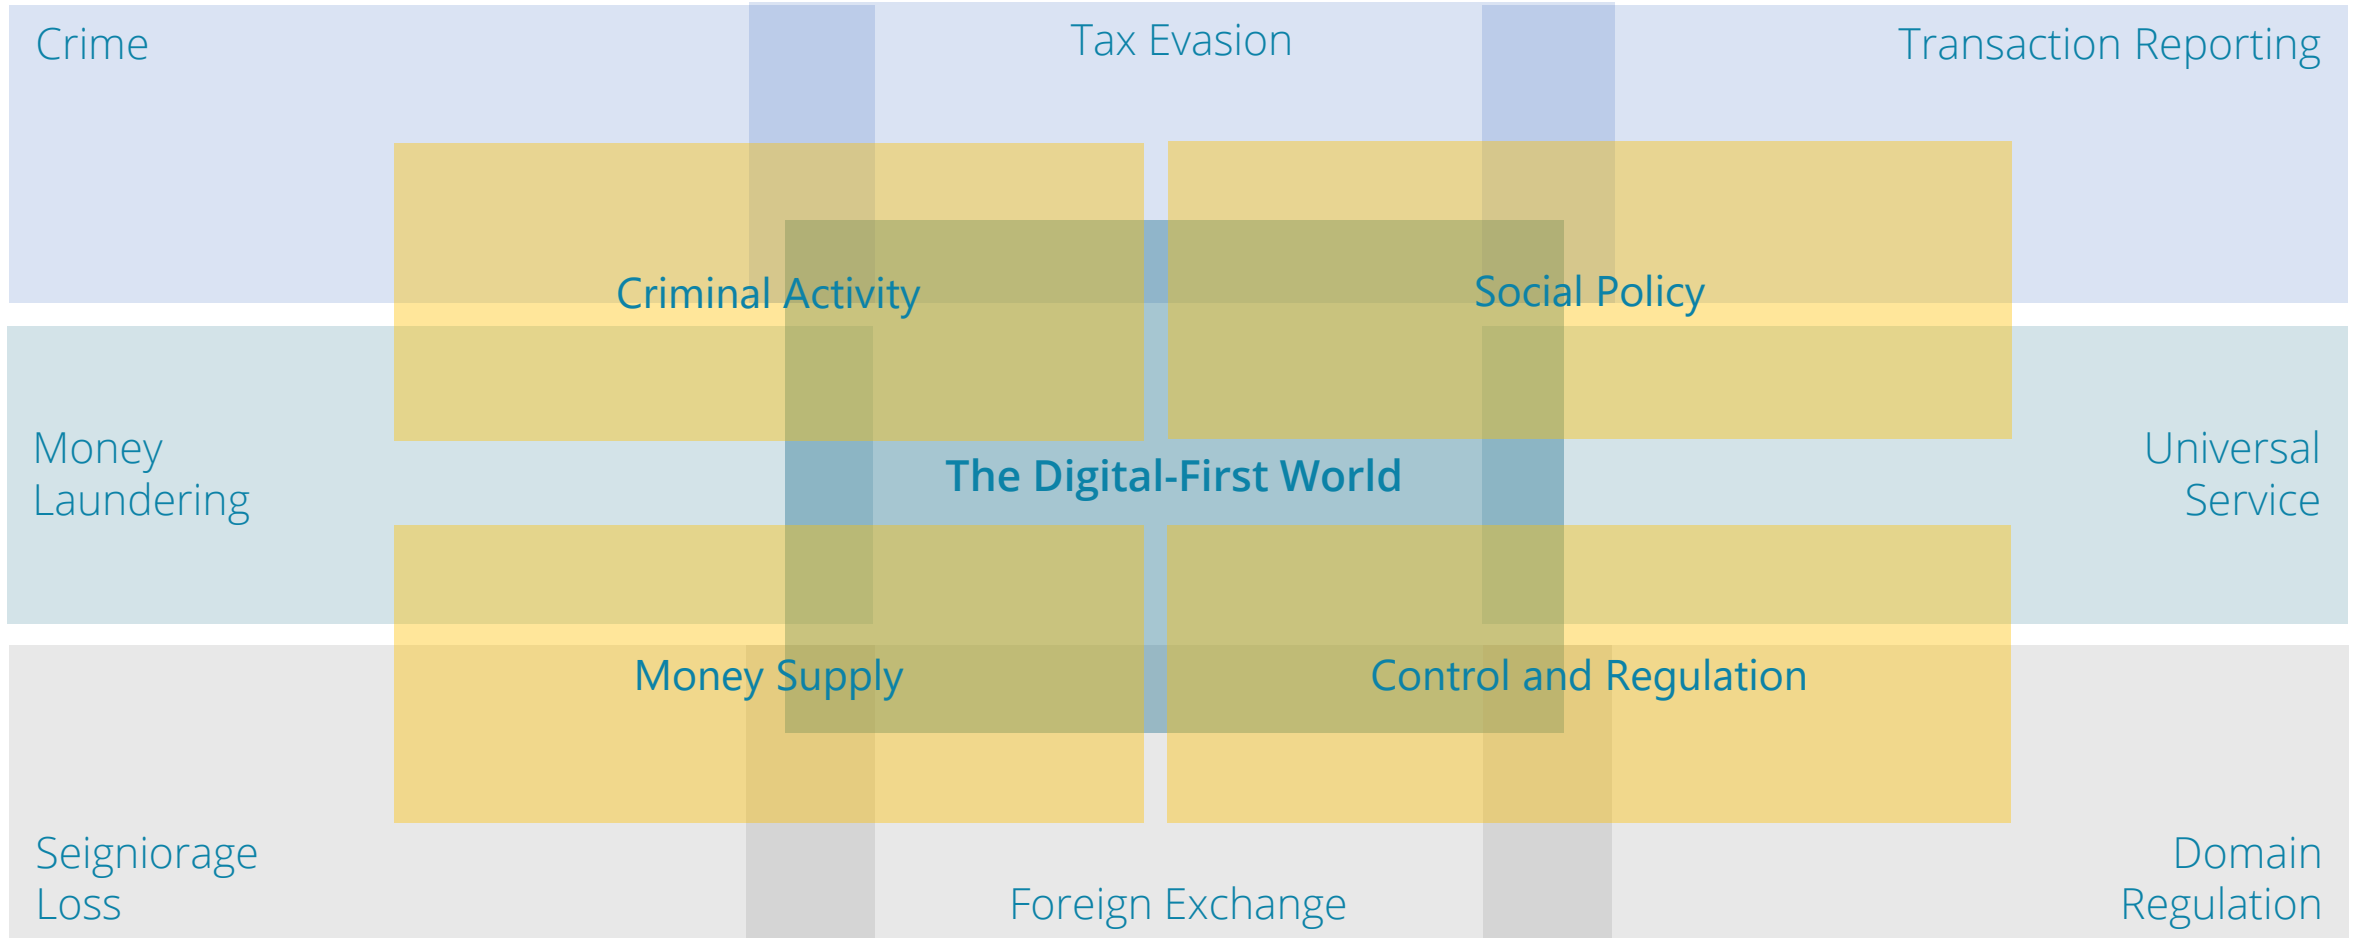 Crime
Tax Evasion
Transaction Reporting
Criminal Activity
Social Policy
Money
Laundering
The Digital-First World
Universal
Service
Money Supply
Control and Regulation
Seigniorage
Loss
Foreign Exchange
Domain
Regulation